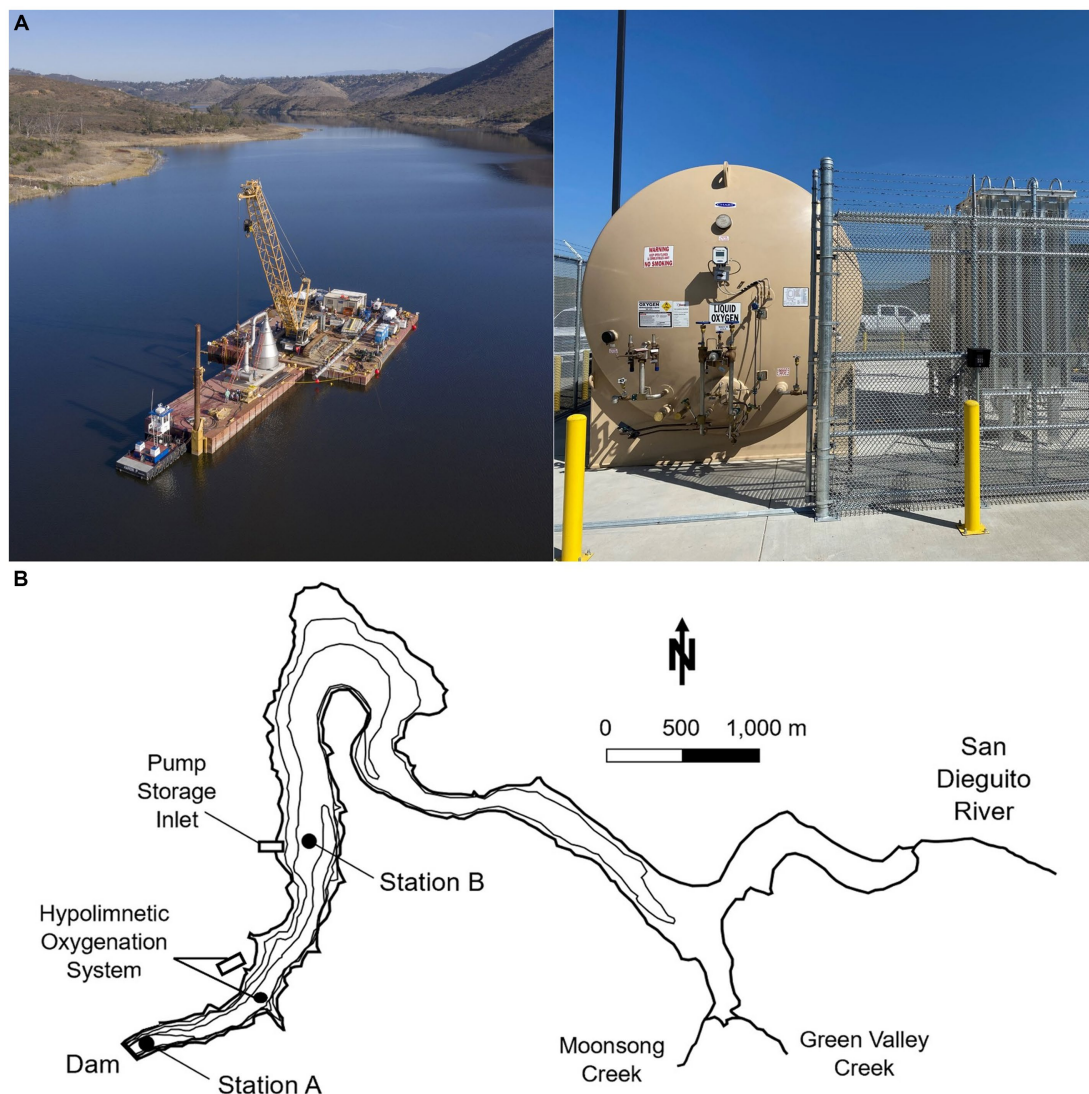 A
WARNING
NO SMOKING
OXYGEN
LIQUID
OXYGEN
B
N
0 500 1,000 m
San
Dieguito
River
Pump
Storage
Inlet
Station B
Hypolimnetic
Oxygenation
System
Dam
Station A
Moonsong
Creek
Green Valley
Creek